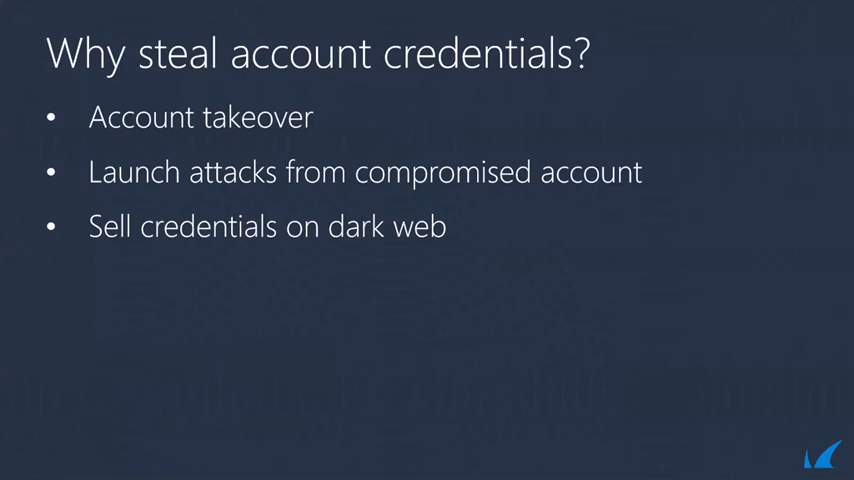 Why steal account credentials?
• Account takeover
• Launch attacks from compromised account
• Sell credentials on dark web